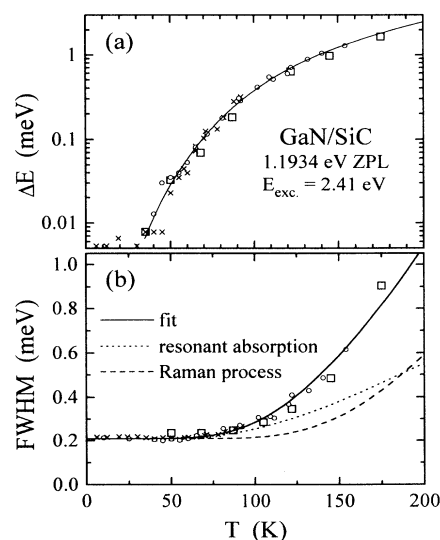 (a)
1
0.1
0.01
ΔE (meV)
GaN/SiC
1.1934 eV ZPL
E_exc. = 2.41 eV
(b)
1.0
0.8
0.6
0.4
0.2
0.0
FWHM (meV)
fit
resonant absorption
Raman process
0 50 100 150 200
T (K)